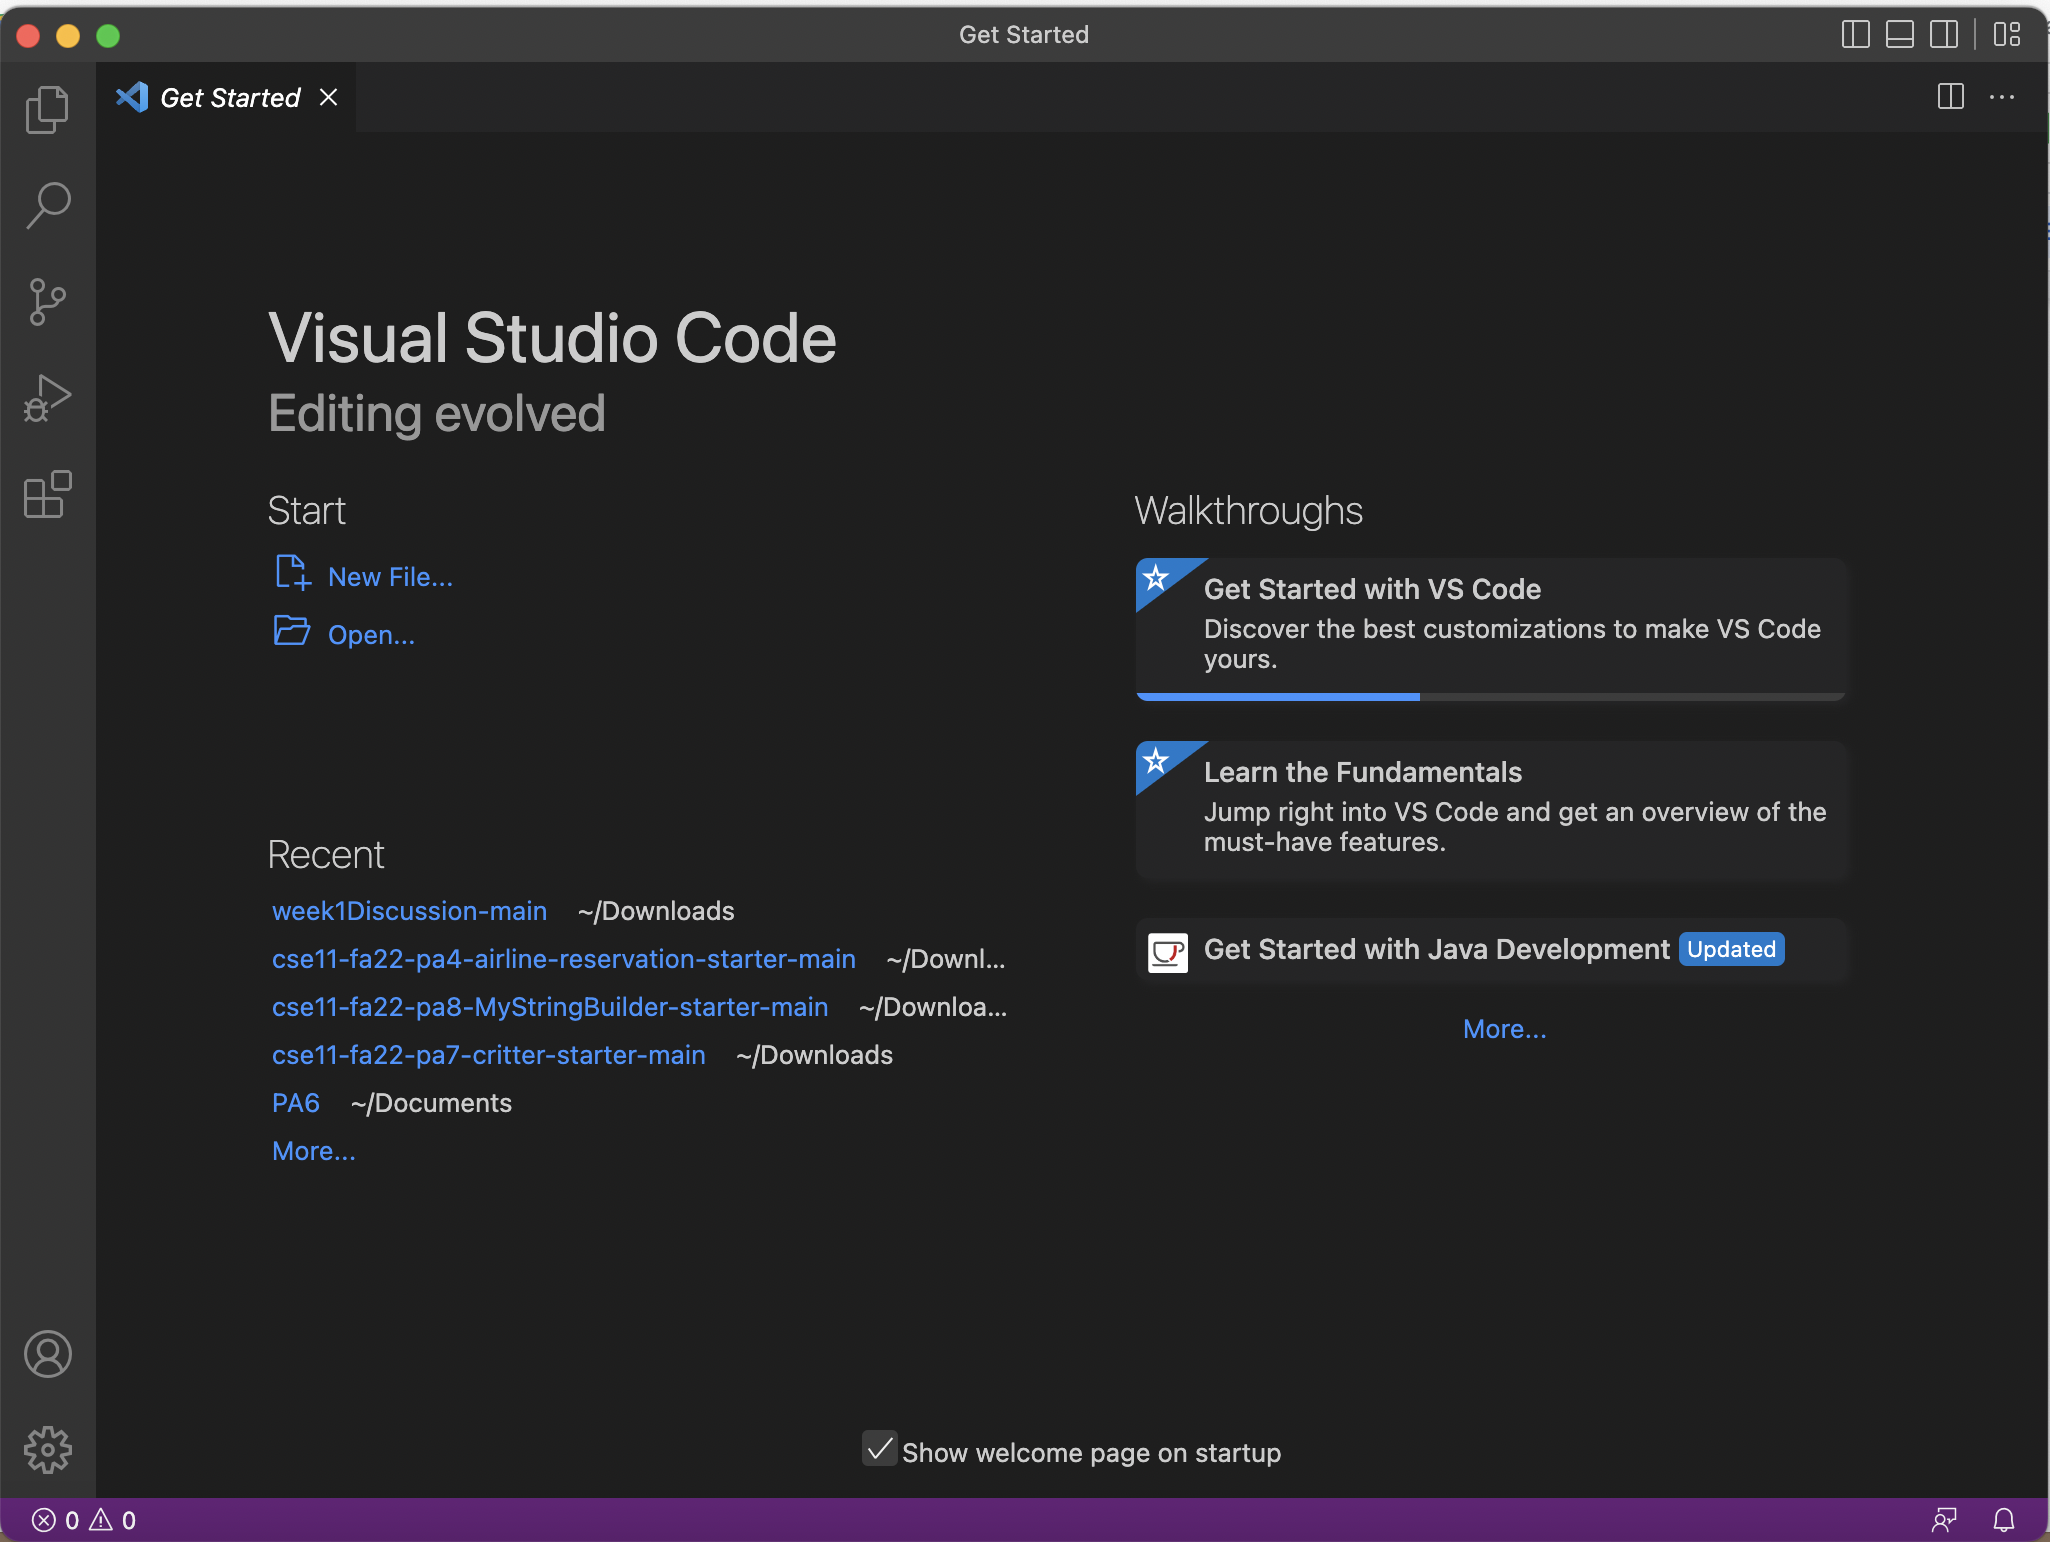 Get Started
Get Started
Visual Studio Code
Editing evolved
Start
New File...
Open...
Recent
week1Discussion-main ~/Downloads
cse11-fa22-pa4-airline-reservation-starter-main ~/Downl...
cse11-fa22-pa8-MyStringBuilder-starter-main ~/Downloa...
cse11-fa22-pa7-critter-starter-main ~/Downloads
PA6 ~/Documents
More...
Walkthroughs
Get Started with VS Code
Discover the best customizations to make VS Code
yours.
Learn the Fundamentals
Jump right into VS Code and get an overview of the
must-have features.
Get Started with Java Development Updated
More...
Show welcome page on startup
0 0